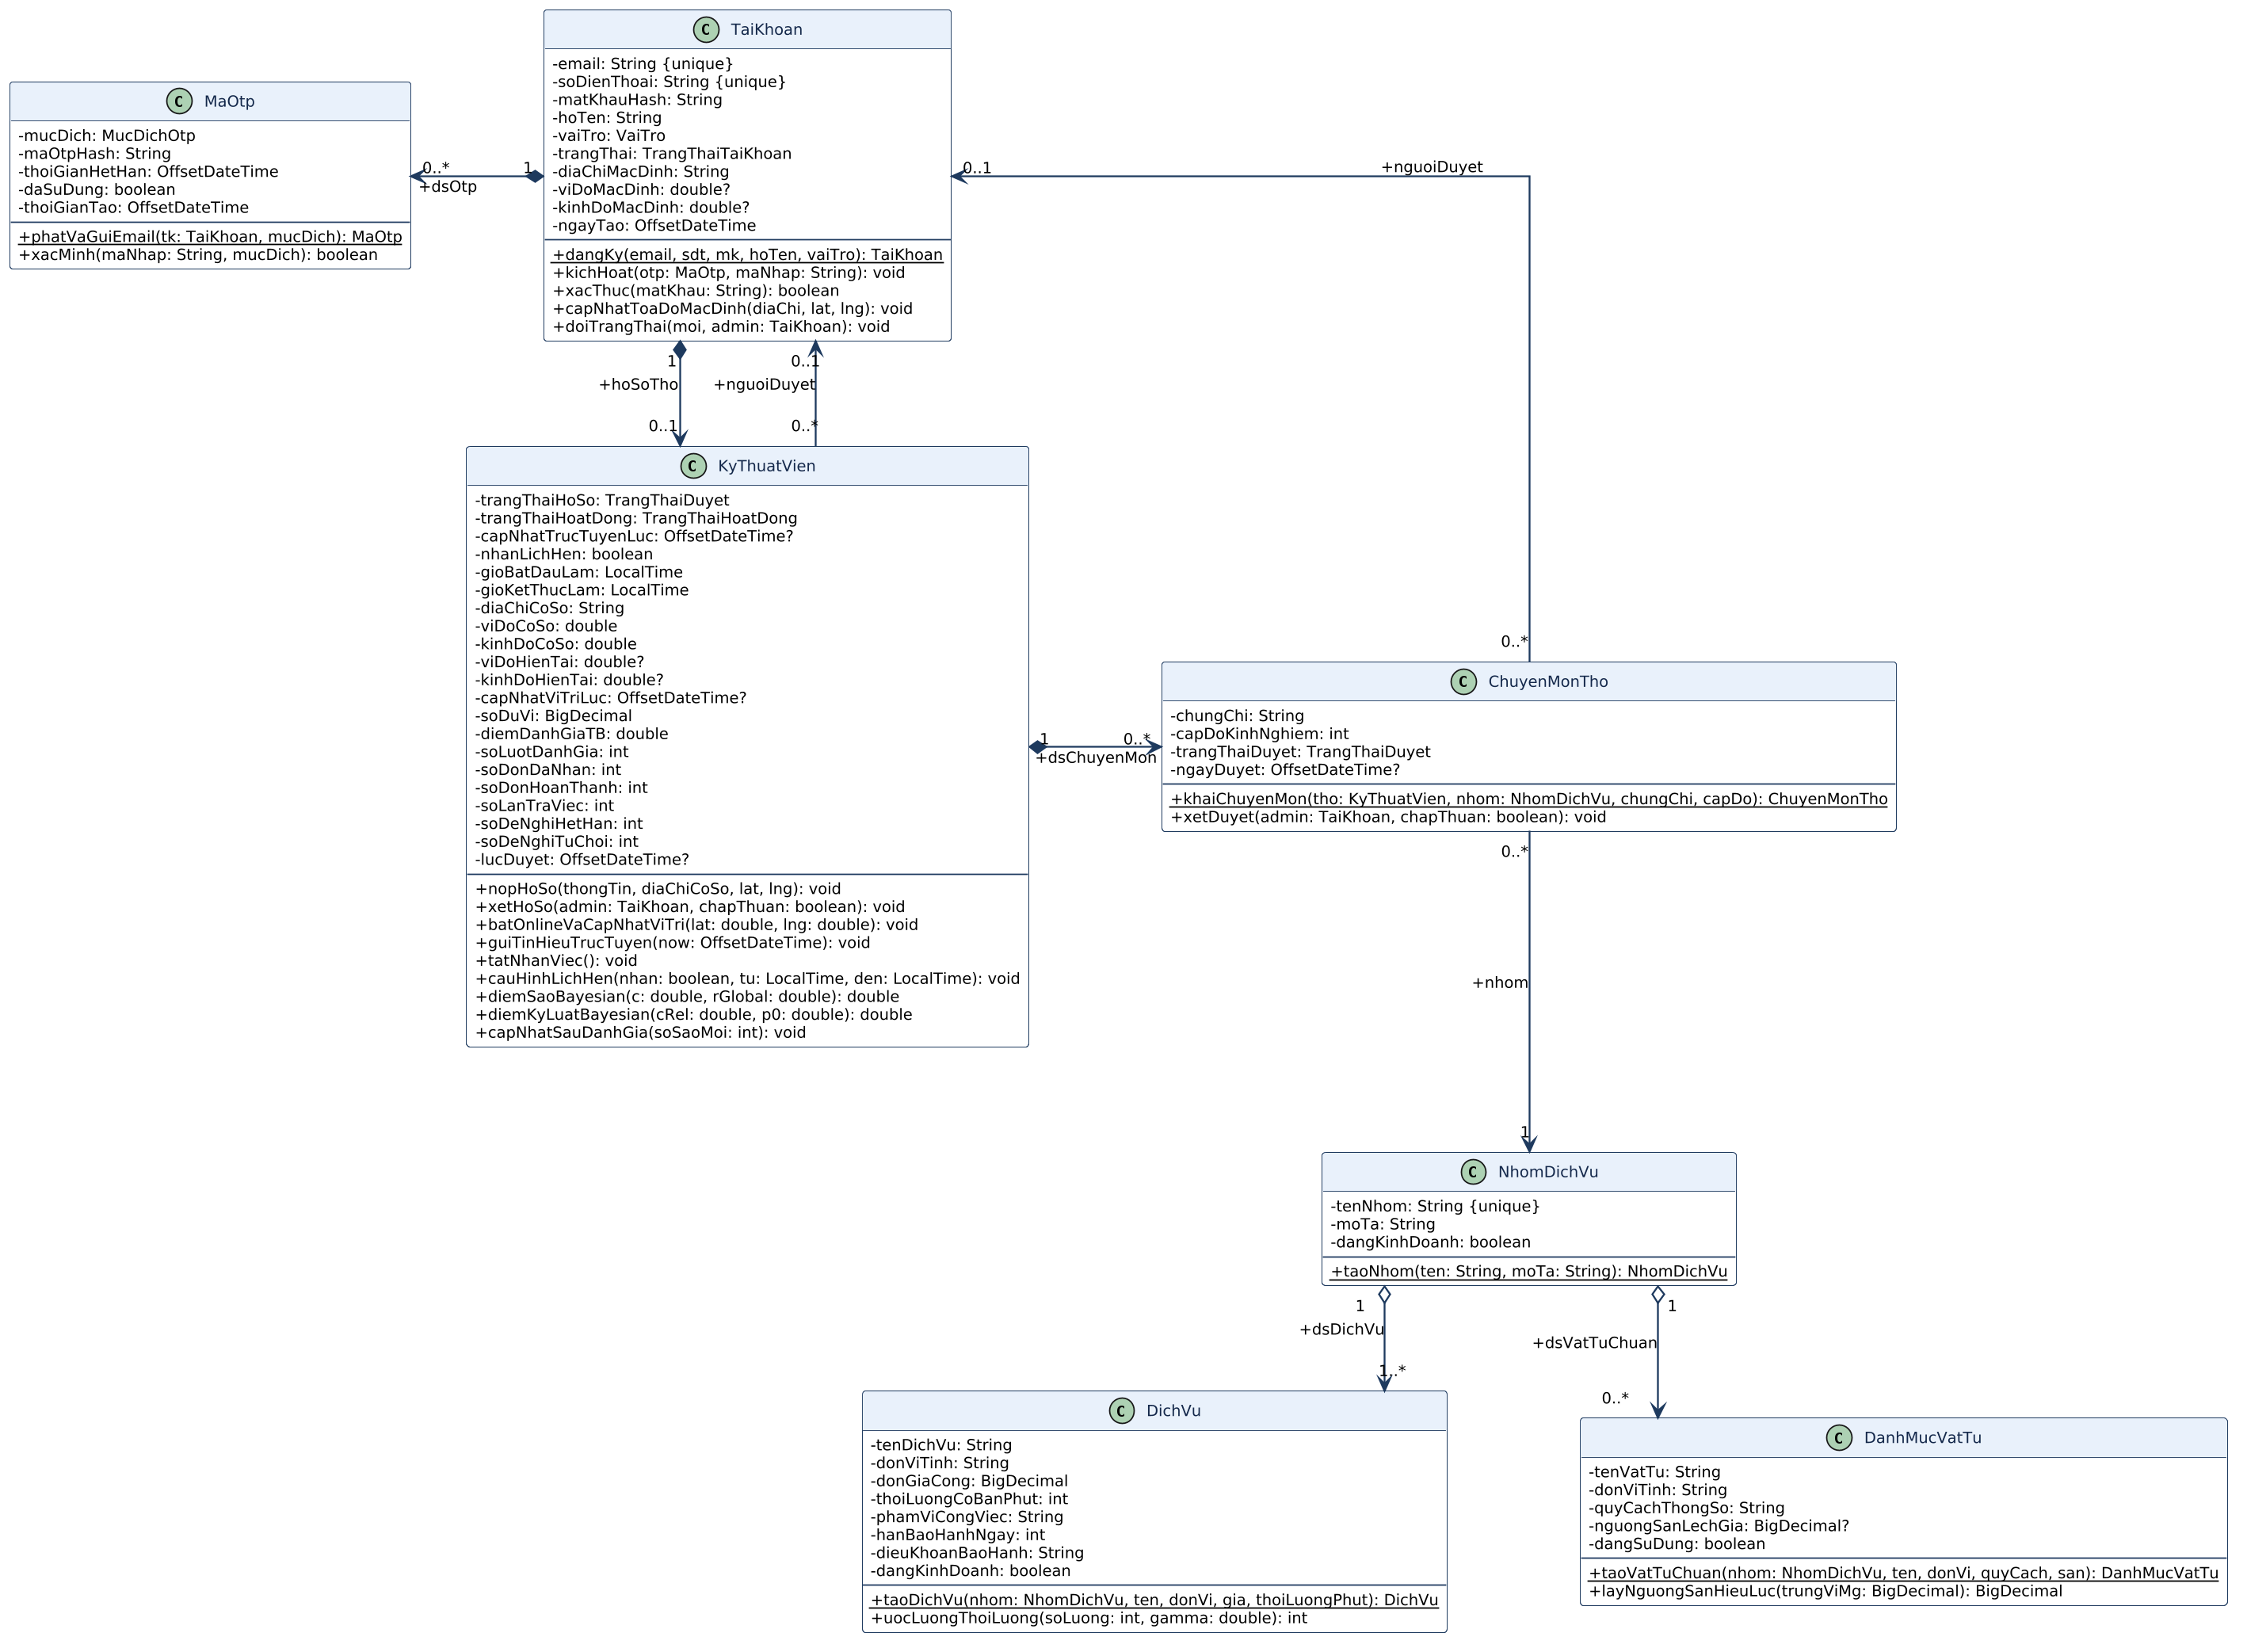 C TaiKhoan
-email: String {unique}
-soDienThoai: String {unique}
-matKhauHash: String
-hoTen: String
-vaiTro: VaiTro
-trangThai: TrangThaiTaiKhoan
-diaChiMacDinh: String
-viDoMacDinh: double?
-kinhDoMacDinh: double?
-ngayTao: OffsetDateTime
+dangKy(email, sdt, mk, hoTen, vaiTro): TaiKhoan
+kichHoat(otp: MaOtp, maNhap: String): void
+xacThuc(matKhau: String): boolean
+capNhatToaDoMacDinh(diaChi, lat, lng): void
+doiTrangThai(moi, admin: TaiKhoan): void
C MaOtp
-mucDich: MucDichOtp
-maOtpHash: String
-thoiGianHetHan: OffsetDateTime
-daSuDung: boolean
-thoiGianTao: OffsetDateTime
+phatVaGuiEmail(tk: TaiKhoan, mucDich): MaOtp
+xacMinh(maNhap: String, mucDich): boolean
0..*
1
+dsOtp
0..1
+nguoiDuyet
0..*
1
+hoSoTho
0..1
0..1
+nguoiDuyet
0..*
C KyThuatVien
-trangThaiHoSo: TrangThaiDuyet
-trangThaiHoatDong: TrangThaiHoatDong
-capNhatTrucTuyenLuc: OffsetDateTime?
-nhanLichHen: boolean
-gioBatDauLam: LocalTime
-gioKetThucLam: LocalTime
-diaChiCoSo: String
-viDoCoSo: double
-kinhDoCoSo: double
-viDoHienTai: double?
-kinhDoHienTai: double?
-capNhatViTriLuc: OffsetDateTime?
-soDuVi: BigDecimal
-diemDanhGiaTB: double
-soLuotDanhGia: int
-soDonDaNhan: int
-soDonHoanThanh: int
-soLanTraViec: int
-soDeNghiHetHan: int
-soDeNghiTuChoi: int
-lucDuyet: OffsetDateTime?
+nopHoSo(thongTin, diaChiCoSo, lat, lng): void
+xetHoSo(admin: TaiKhoan, chapThuan: boolean): void
+batOnlineVaCapNhatViTri(lat: double, lng: double): void
+guiTinHieuTrucTuyen(now: OffsetDateTime): void
+tatNhanViec(): void
+cauHinhLichHen(nhan: boolean, tu: LocalTime, den: LocalTime): void
+diemSaoBayesian(c: double, rGlobal: double): double
+diemKyLuatBayesian(cRel: double, p0: double): double
+capNhatSauDanhGia(soSaoMoi: int): void
1
0..*
+dsChuyenMon
C ChuyenMonTho
-chungChi: String
-capDoKinhNghiem: int
-trangThaiDuyet: TrangThaiDuyet
-ngayDuyet: OffsetDateTime?
+khaiChuyenMon(tho: KyThuatVien, nhom: NhomDichVu, chungChi, capDo): ChuyenMonTho
+xetDuyet(admin: TaiKhoan, chapThuan: boolean): void
0..*
+nhom
1
C NhomDichVu
-tenNhom: String {unique}
-moTa: String
-dangKinhDoanh: boolean
+taoNhom(ten: String, moTa: String): NhomDichVu
1
+dsDichVu
1..*
1
+dsVatTuChuan
0..*
C DichVu
-tenDichVu: String
-donViTinh: String
-donGiaCong: BigDecimal
-thoiLuongCoBanPhut: int
-phamViCongViec: String
-hanBaoHanhNgay: int
-dieuKhoanBaoHanh: String
-dangKinhDoanh: boolean
+taoDichVu(nhom: NhomDichVu, ten, donVi, gia, thoiLuongPhut): DichVu
+uocLuongThoiLuong(soLuong: int, gamma: double): int
C DanhMucVatTu
-tenVatTu: String
-donViTinh: String
-quyCachThongSo: String
-nguongSanLechGia: BigDecimal?
-dangSuDung: boolean
+taoVatTuChuan(nhom: NhomDichVu, ten, donVi, quyCach, san): DanhMucVatTu
+layNguongSanHieuLuc(trungViMg: BigDecimal): BigDecimal